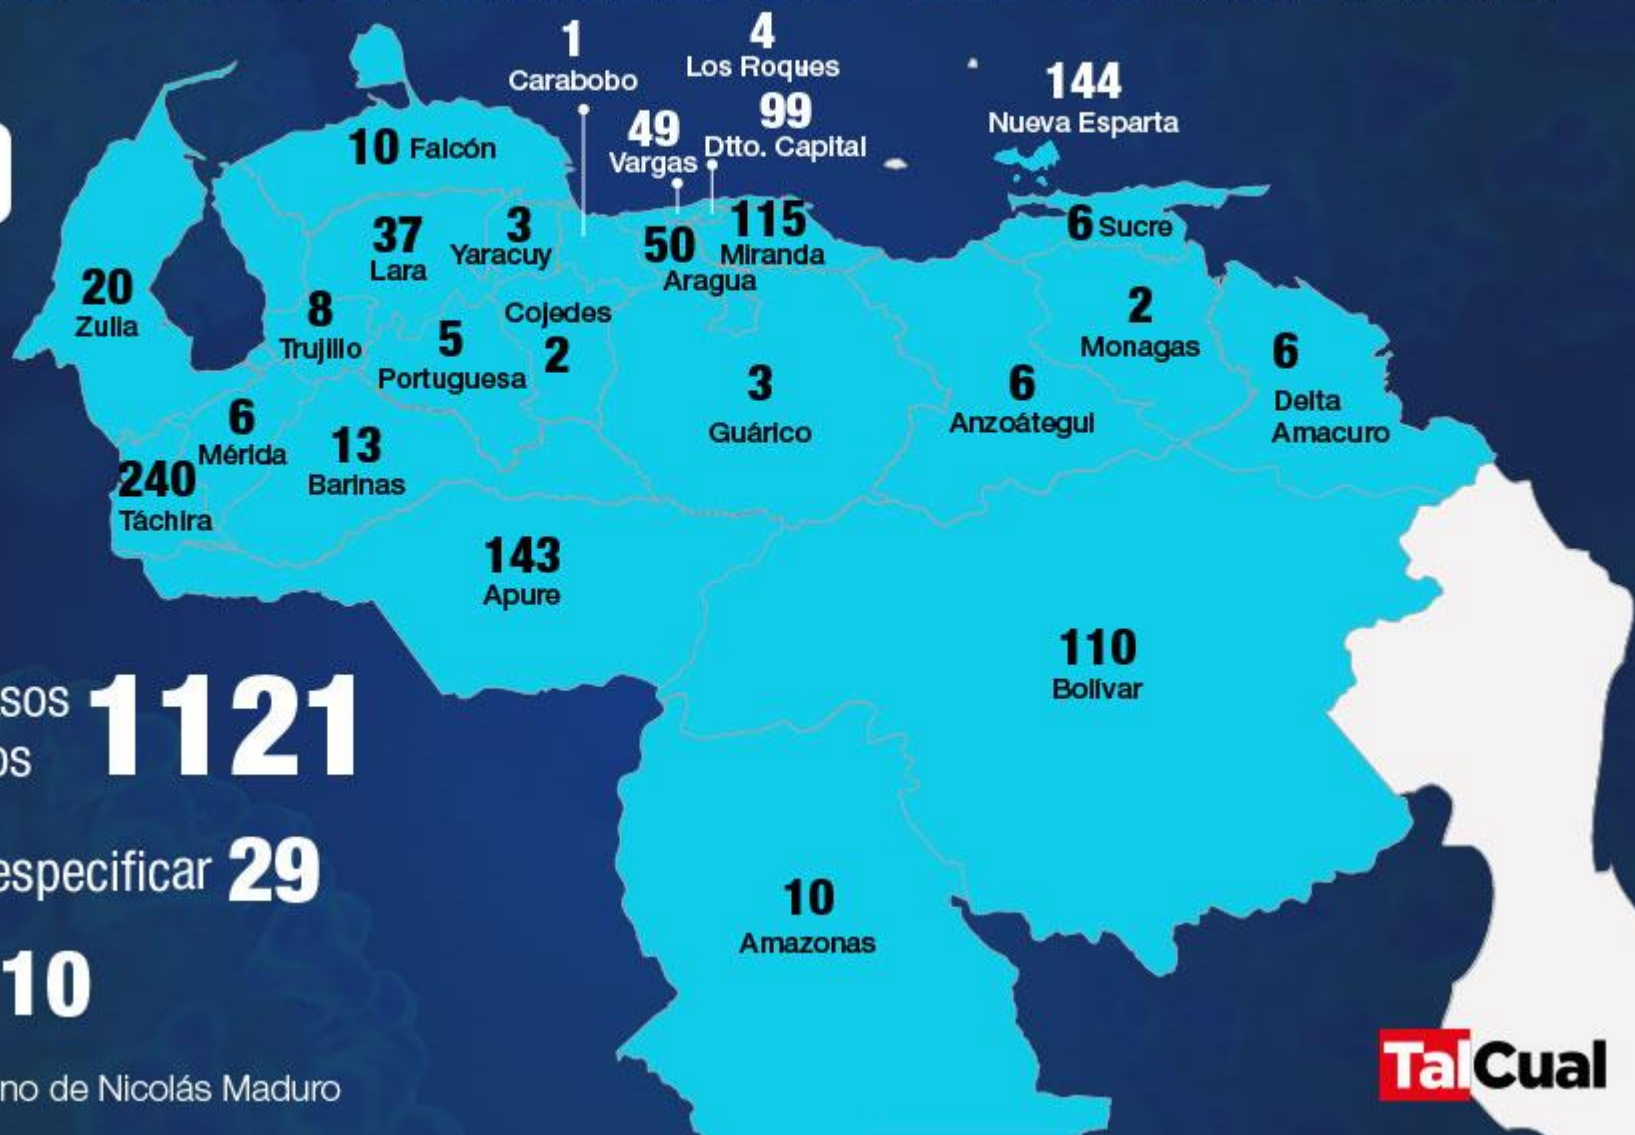 1
Carabobo
4
Los Roques
49
Vargas
99
Dtto. Capital
144
Nueva Esparta
10 Falcón
37
Lara
3
Yaracuy
50
Aragua
115
Miranda
6 Sucre
20
Zulia
8
Trujillo
5
Portuguesa
Cojedes
2
3
Guárico
6
Anzoátegui
2
Monagas
6
Delta
Amacuro
6
Mérida
13
Barinas
240
Táchira
143
Apure
110
Bolívar
10
Amazonas
sos
os
1121
especificar 29
10
no de Nicolás Maduro
TalCual